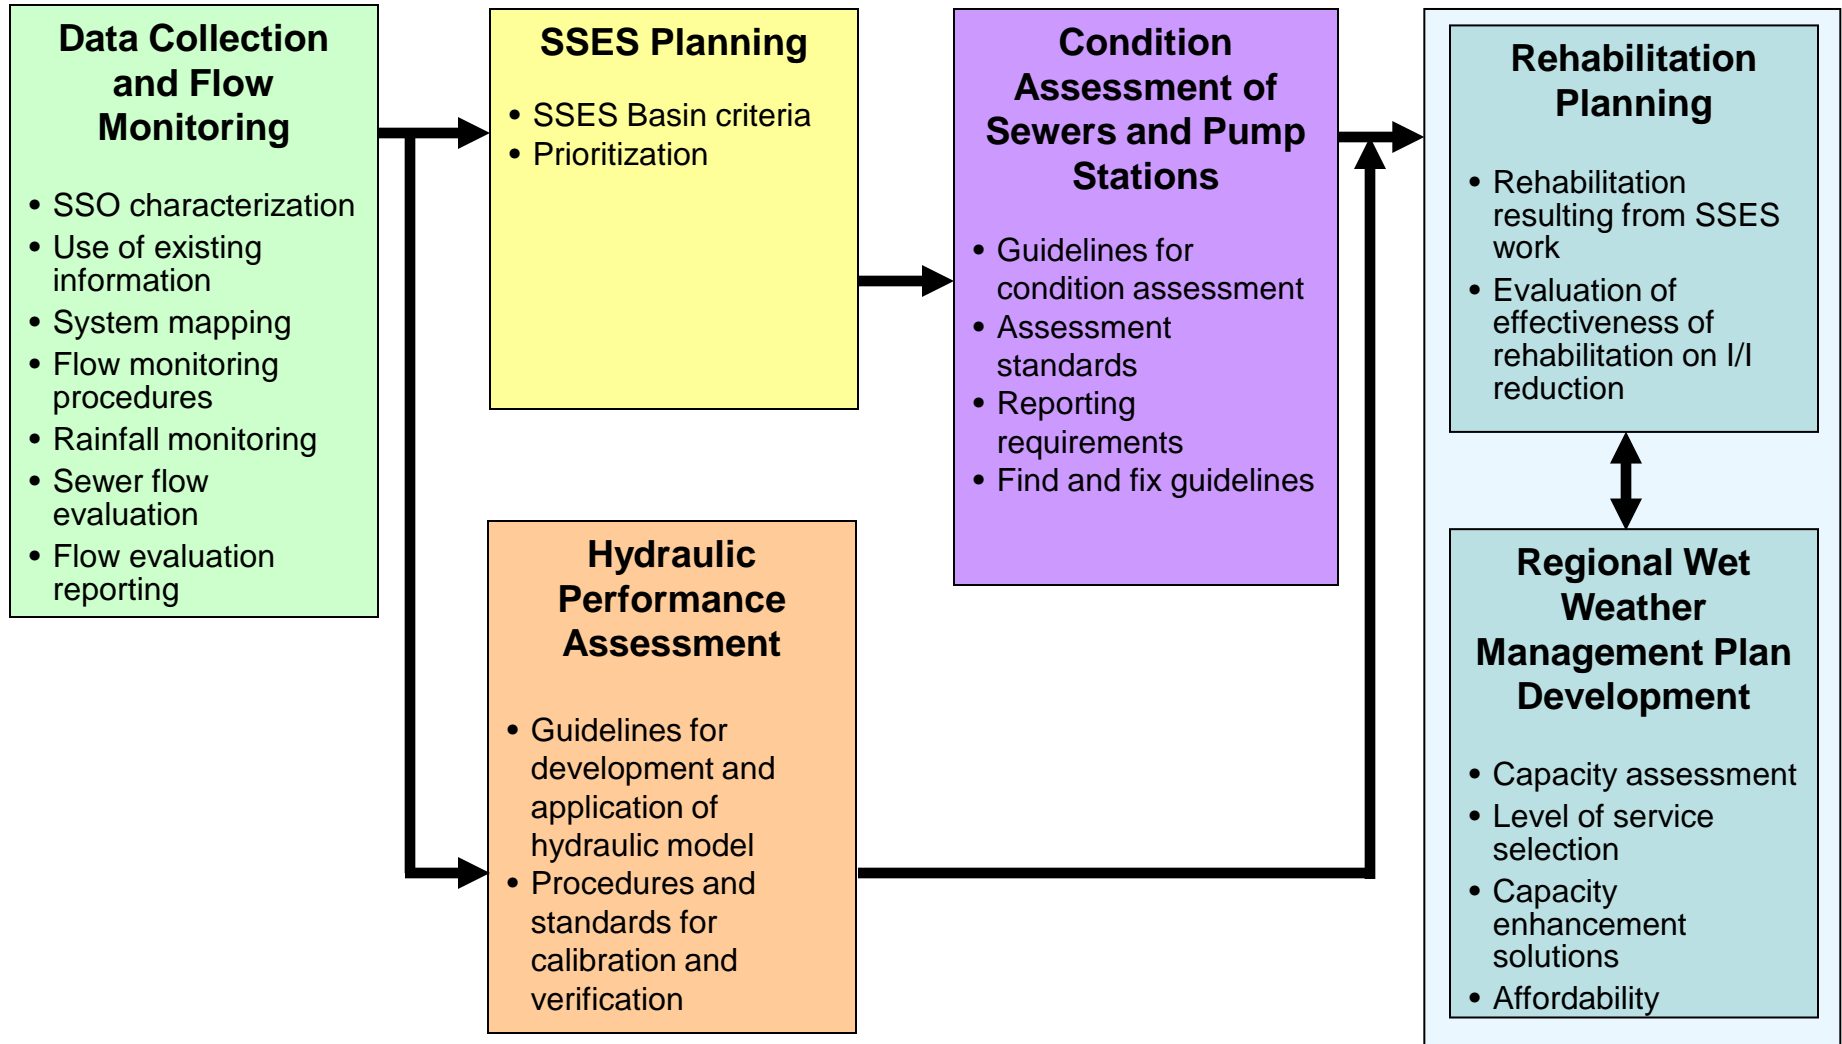 Data Collection
and Flow
Monitoring
• SSO characterization
• Use of existing
information
• System mapping
• Flow monitoring
procedures
• Rainfall monitoring
• Sewer flow
evaluation
• Flow evaluation
reporting
SSES Planning
• SSES Basin criteria
• Prioritization
Hydraulic
Performance
Assessment
• Guidelines for
development and
application of
hydraulic model
• Procedures and
standards for
calibration and
verification
Condition
Assessment of
Sewers and Pump
Stations
• Guidelines for
condition assessment
• Assessment
standards
• Reporting
requirements
• Find and fix guidelines
Rehabilitation
Planning
• Rehabilitation
resulting from SSES
work
• Evaluation of
effectiveness of
rehabilitation on I/I
reduction
Regional Wet
Weather
Management Plan
Development
• Capacity assessment
• Level of service
selection
• Capacity
enhancement
solutions
• Affordability